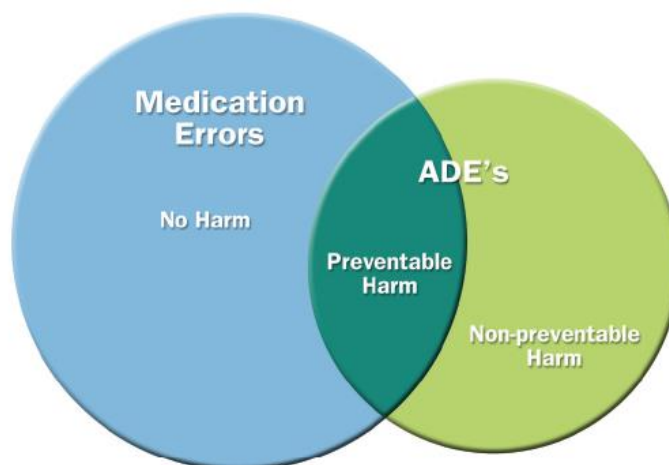 Medication
Errors
No Harm
ADE's
Preventable
Harm
Non-preventable
Harm